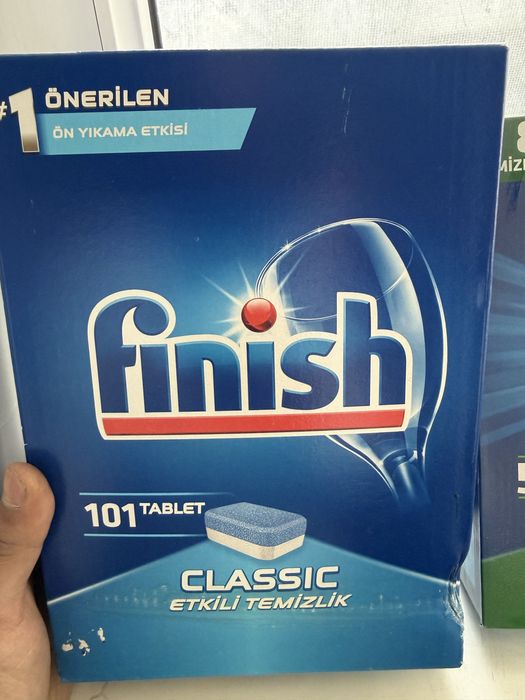 #1 ÖNERİLEN
ÖN YIKAMA ETKİSİ
finish
101 TABLET
CLASSIC
ETKİLİ TEMİZLİK